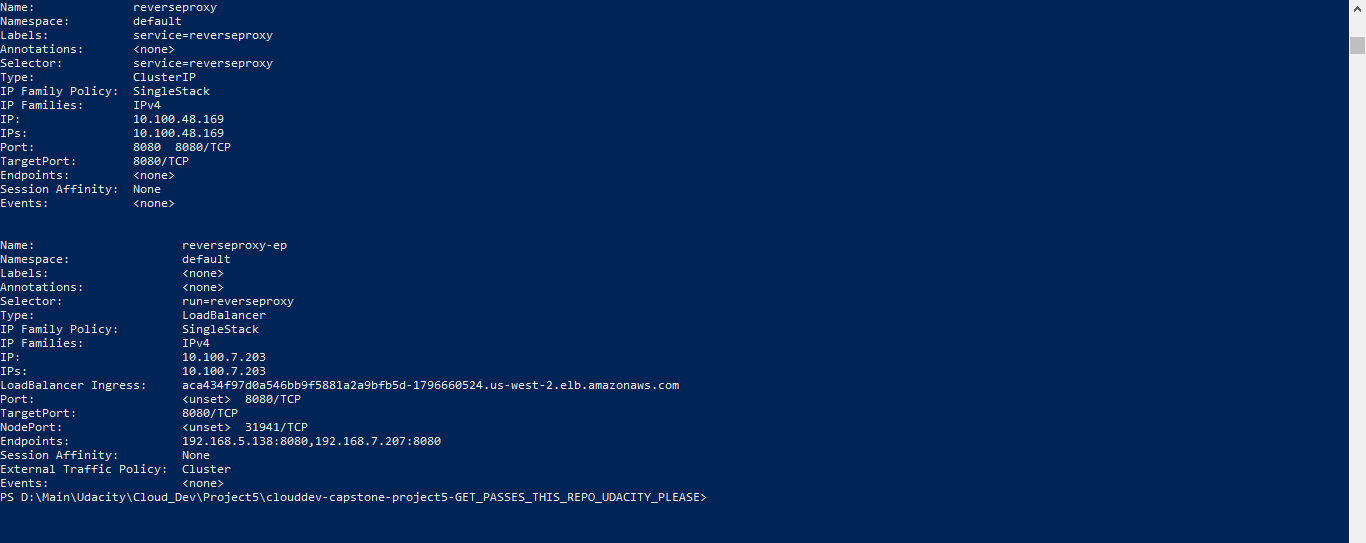 Name:              reverseproxy
Namespace:         default
Labels:            service=reverseproxy
Annotations:       <none>
Selector:          service=reverseproxy
Type:              ClusterIP
IP Family Policy:  SingleStack
IP Families:       IPv4
IP:                10.100.48.169
IPs:               10.100.48.169
Port:              8080  8080/TCP
TargetPort:        8080/TCP
Endpoints:         <none>
Session Affinity:  None
Events:            <none>
Name:                     reverseproxy-ep
Namespace:                default
Labels:                   <none>
Annotations:              <none>
Selector:                 run=reverseproxy
Type:                     LoadBalancer
IP Family Policy:         SingleStack
IP Families:              IPv4
IP:                       10.100.7.203
IPs:                      10.100.7.203
LoadBalancer Ingress:     aca434f97d0a546bb9f5881a2a9bfb5d-1796660524.us-west-2.elb.amazonaws.com
Port:                     <unset>  8080/TCP
TargetPort:               8080/TCP
NodePort:                 <unset>  31941/TCP
Endpoints:                192.168.5.138:8080,192.168.7.207:8080
Session Affinity:         None
External Traffic Policy:  Cluster
Events:                   <none>
PS D:\Main\Udacity\Cloud_Dev\Project5\clouddev-capstone-project5-GET_PASSES_THIS_REPO_UDACITY_PLEASE>